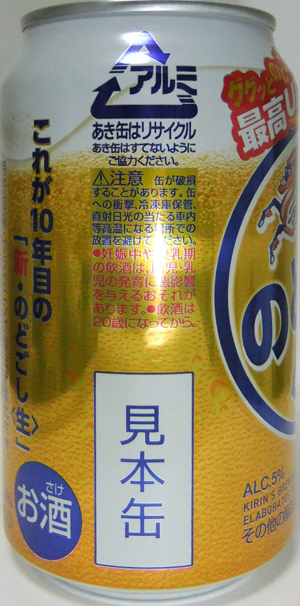 アルミ
あき缶はリサイクル
あき缶はすてないように
ご協力ください。
⚠注意 缶が破損
することがあります。缶
への衝撃、冷凍庫保管、
直射日光の当たる車内
等高温になる場所での
放置を避けてください。
●妊娠中や授乳期
の飲酒は、胎児・乳
児の発育に悪影響
を与えるおそれが
あります。●飲酒は
20歳になってから。
これが10年目の
「新・のどごし〈生〉」
さけ
お酒
見本缶
最高
の
ALC.5%
KIRIN'S
ELABORATES
その他の